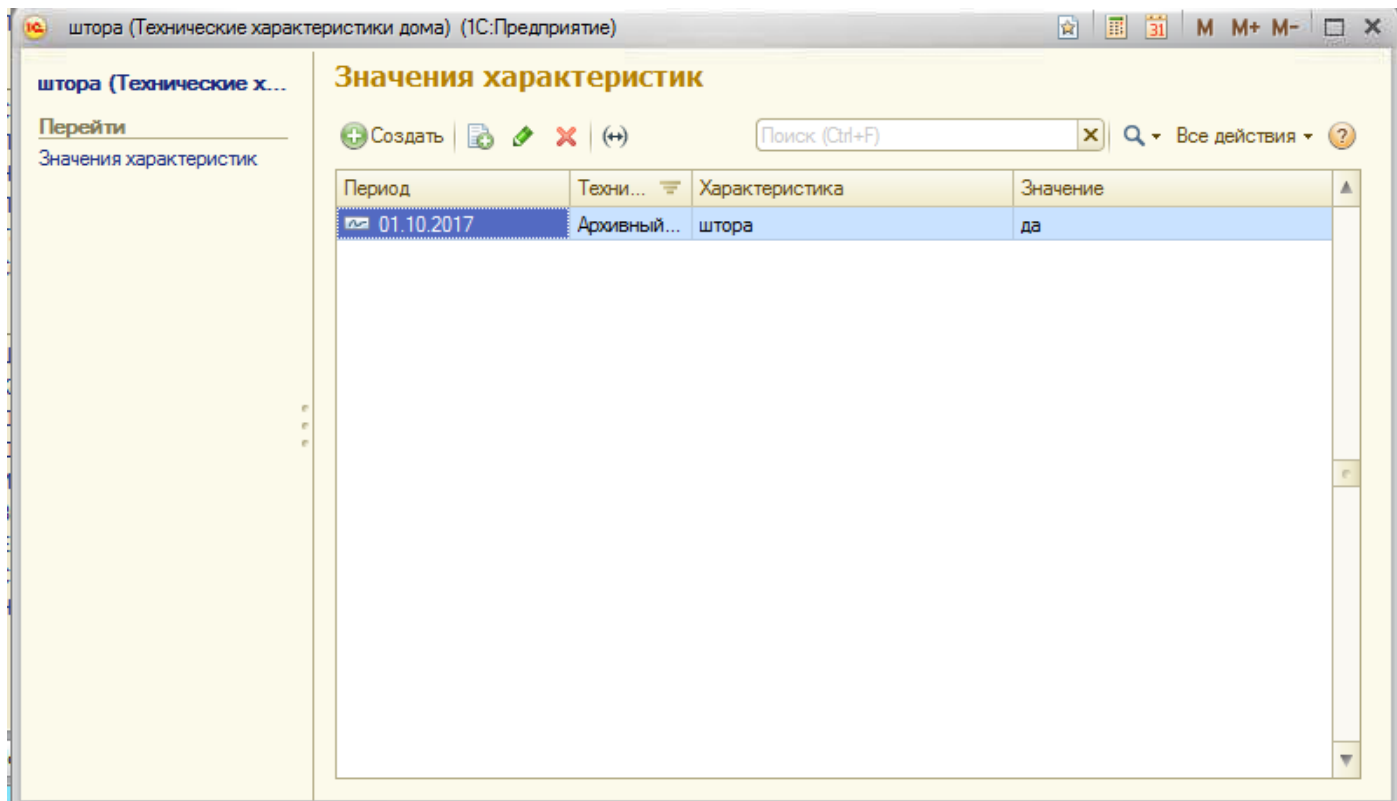 штора (Технические характеристики дома) (1С:Предприятие)
31 M M+ M-
штора (Технические х...
Перейти
Значения характеристик
Значения характеристик
Создать
Поиск (Ctrl+F)
Все действия
Период Техни... Характеристика Значение
01.10.2017 Архивный... штора да